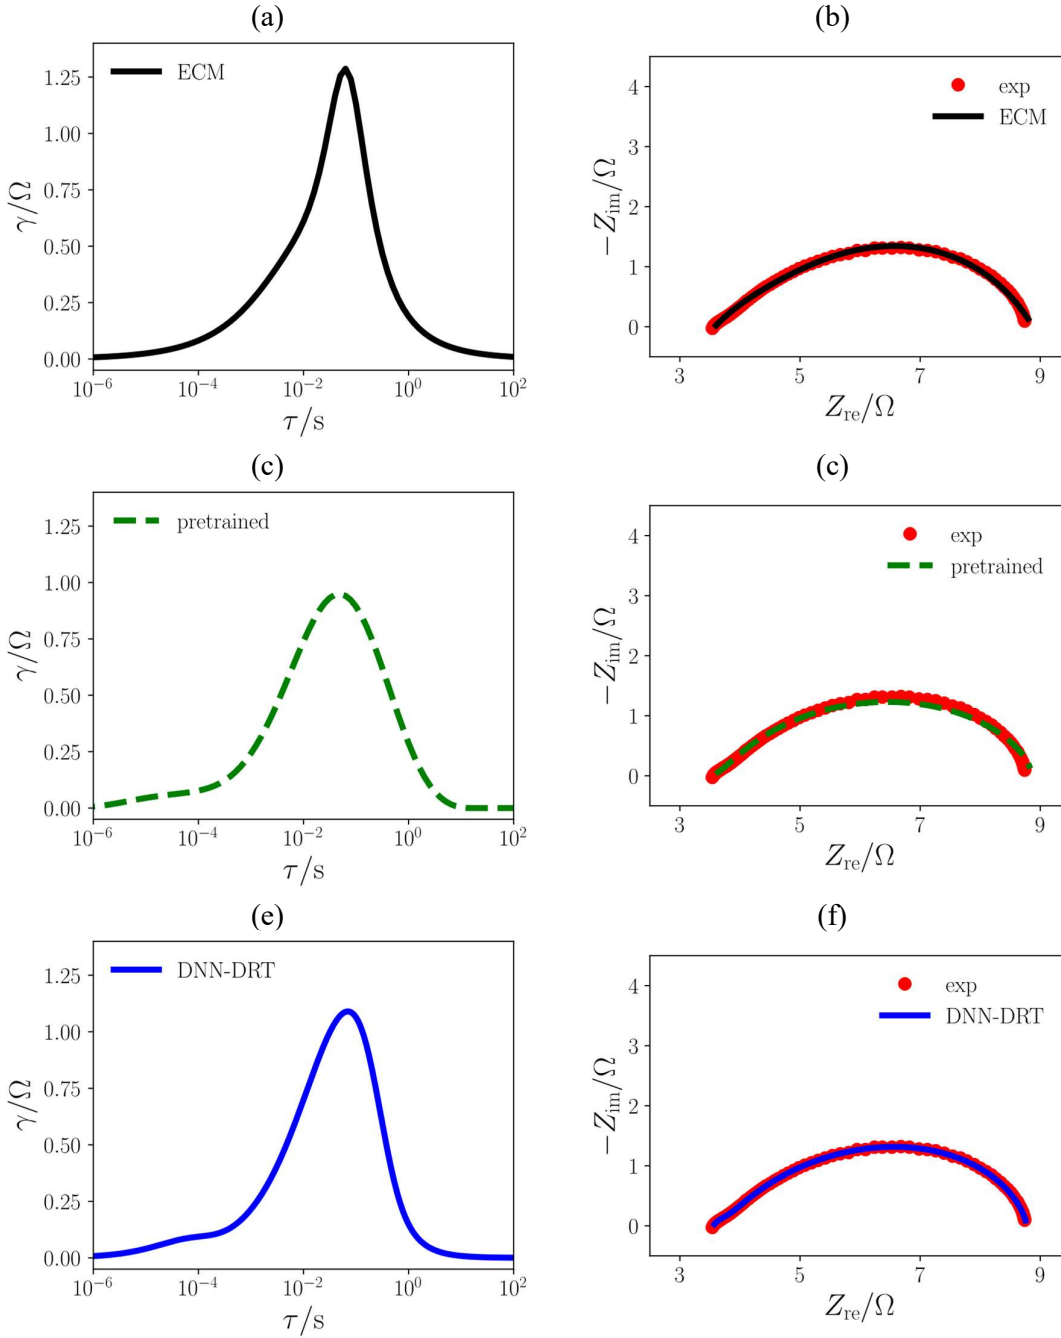 (a)
ECM
1.25
1.00
0.75
0.50
0.25
0.00
γ/Ω
10⁻⁶ 10⁻⁴ 10⁻² 10⁰ 10²
τ/s
(b)
exp
ECM
4
3
2
1
0
−Z_im/Ω
3 5 7 9
Z_re/Ω
(c)
pretrained
1.25
1.00
0.75
0.50
0.25
0.00
γ/Ω
10⁻⁶ 10⁻⁴ 10⁻² 10⁰ 10²
τ/s
(c)
exp
pretrained
4
3
2
1
0
−Z_im/Ω
3 5 7 9
Z_re/Ω
(e)
DNN-DRT
1.25
1.00
0.75
0.50
0.25
0.00
γ/Ω
10⁻⁶ 10⁻⁴ 10⁻² 10⁰ 10²
τ/s
(f)
exp
DNN-DRT
4
3
2
1
0
−Z_im/Ω
3 5 7 9
Z_re/Ω